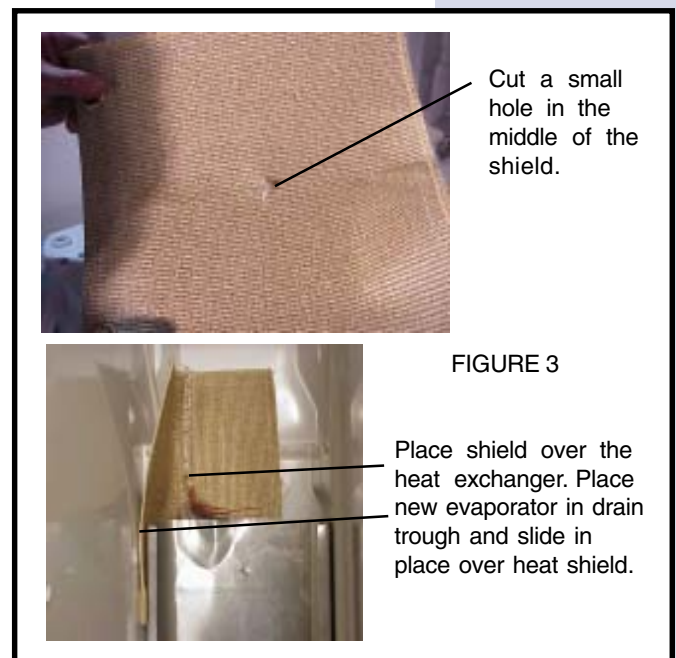 Cut a small
hole in the
middle of the
shield.
FIGURE 3
Place shield over the
heat exchanger. Place
new evaporator in drain
trough and slide in
place over heat shield.